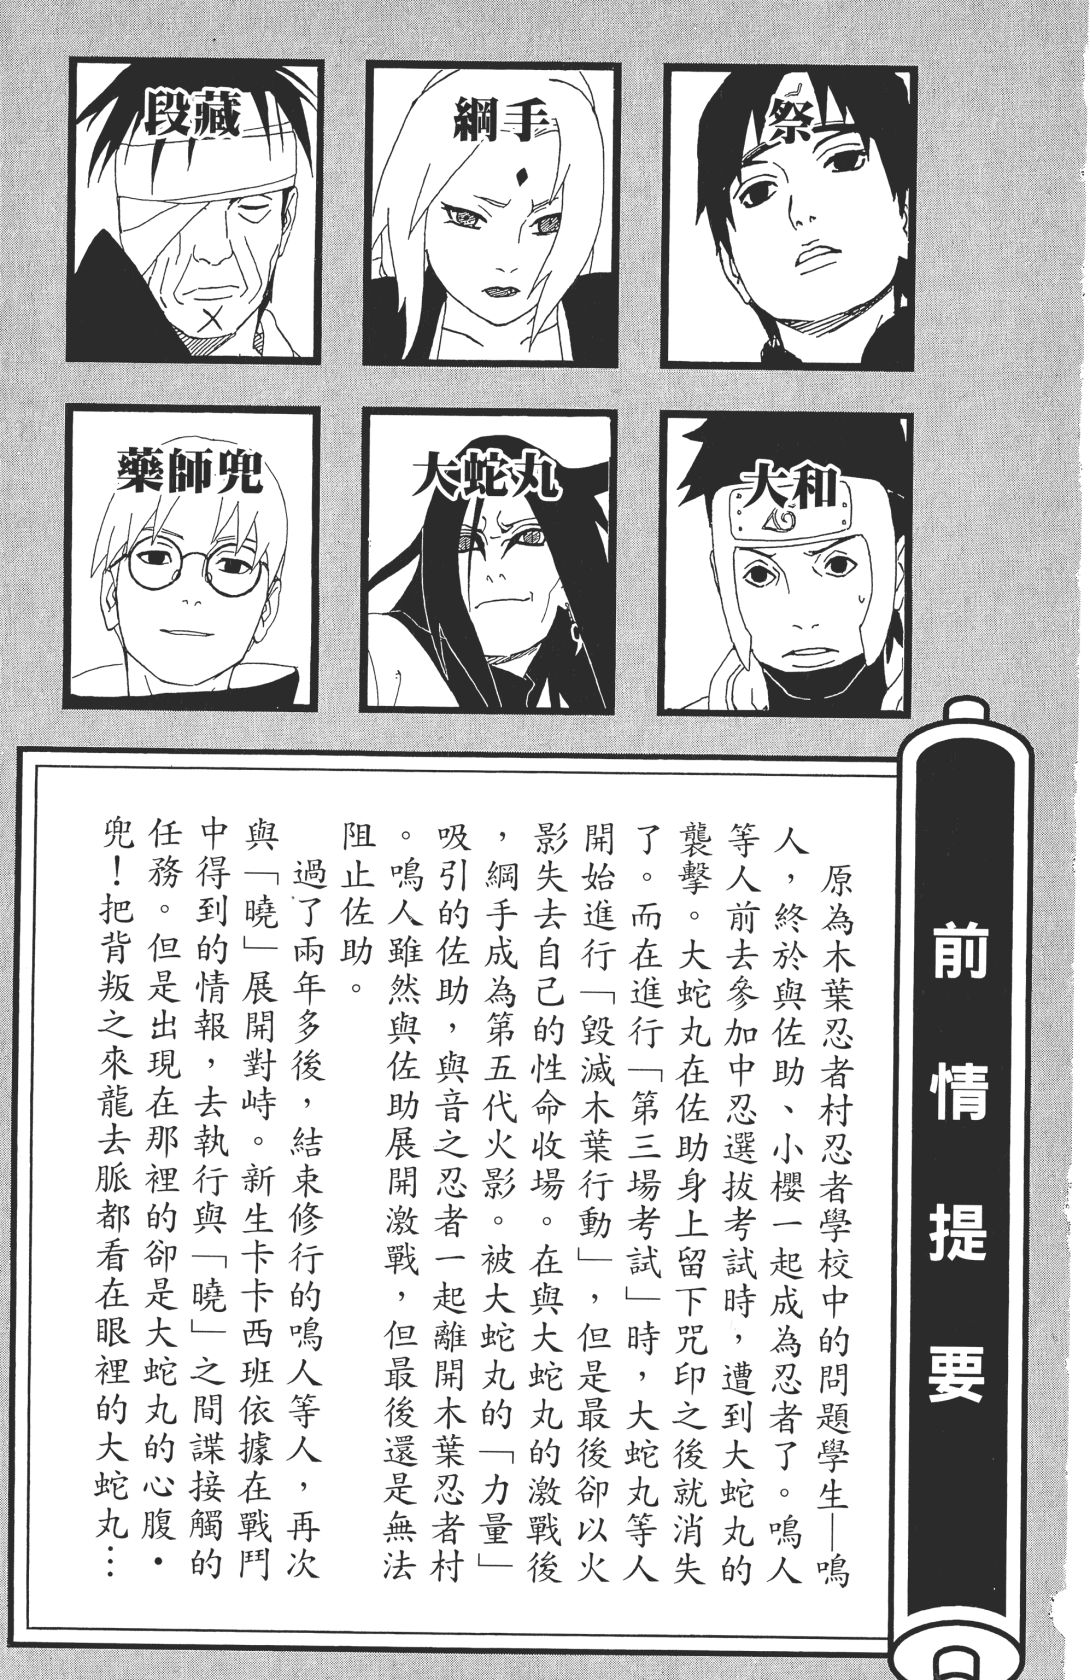 祭
綱手
段藏
大和
大蛇丸
藥師兜
前情提要
原為木葉忍者村忍者學校中的問題學生—鳴
人，終於與佐助、小櫻一起成為忍者了。鳴人
等人前去參加中忍選拔考試時，遭到大蛇丸的
襲擊。大蛇丸在佐助身上留下咒印之後就消失
了。而在進行「第三場考試」時，大蛇丸等人
開始進行「毀滅木葉行動」，但是最後卻以火
影失去自己的性命收場。在與大蛇丸的激戰後
，綱手成為第五代火影。被大蛇丸的「力量」
吸引的佐助，與音之忍者一起離開木葉忍者村
。鳴人雖然與佐助展開激戰，但最後還是無法
阻止佐助。
過了兩年多後，結束修行的鳴人等人，再次
與「曉」展開對峙。新生卡卡西班依據在戰鬥
中得到的情報，去執行與「曉」之間諜接觸的
任務。但是出現在那裡的卻是大蛇丸的心腹・
兜！把背叛之來龍去脈都看在眼裡的大蛇丸…